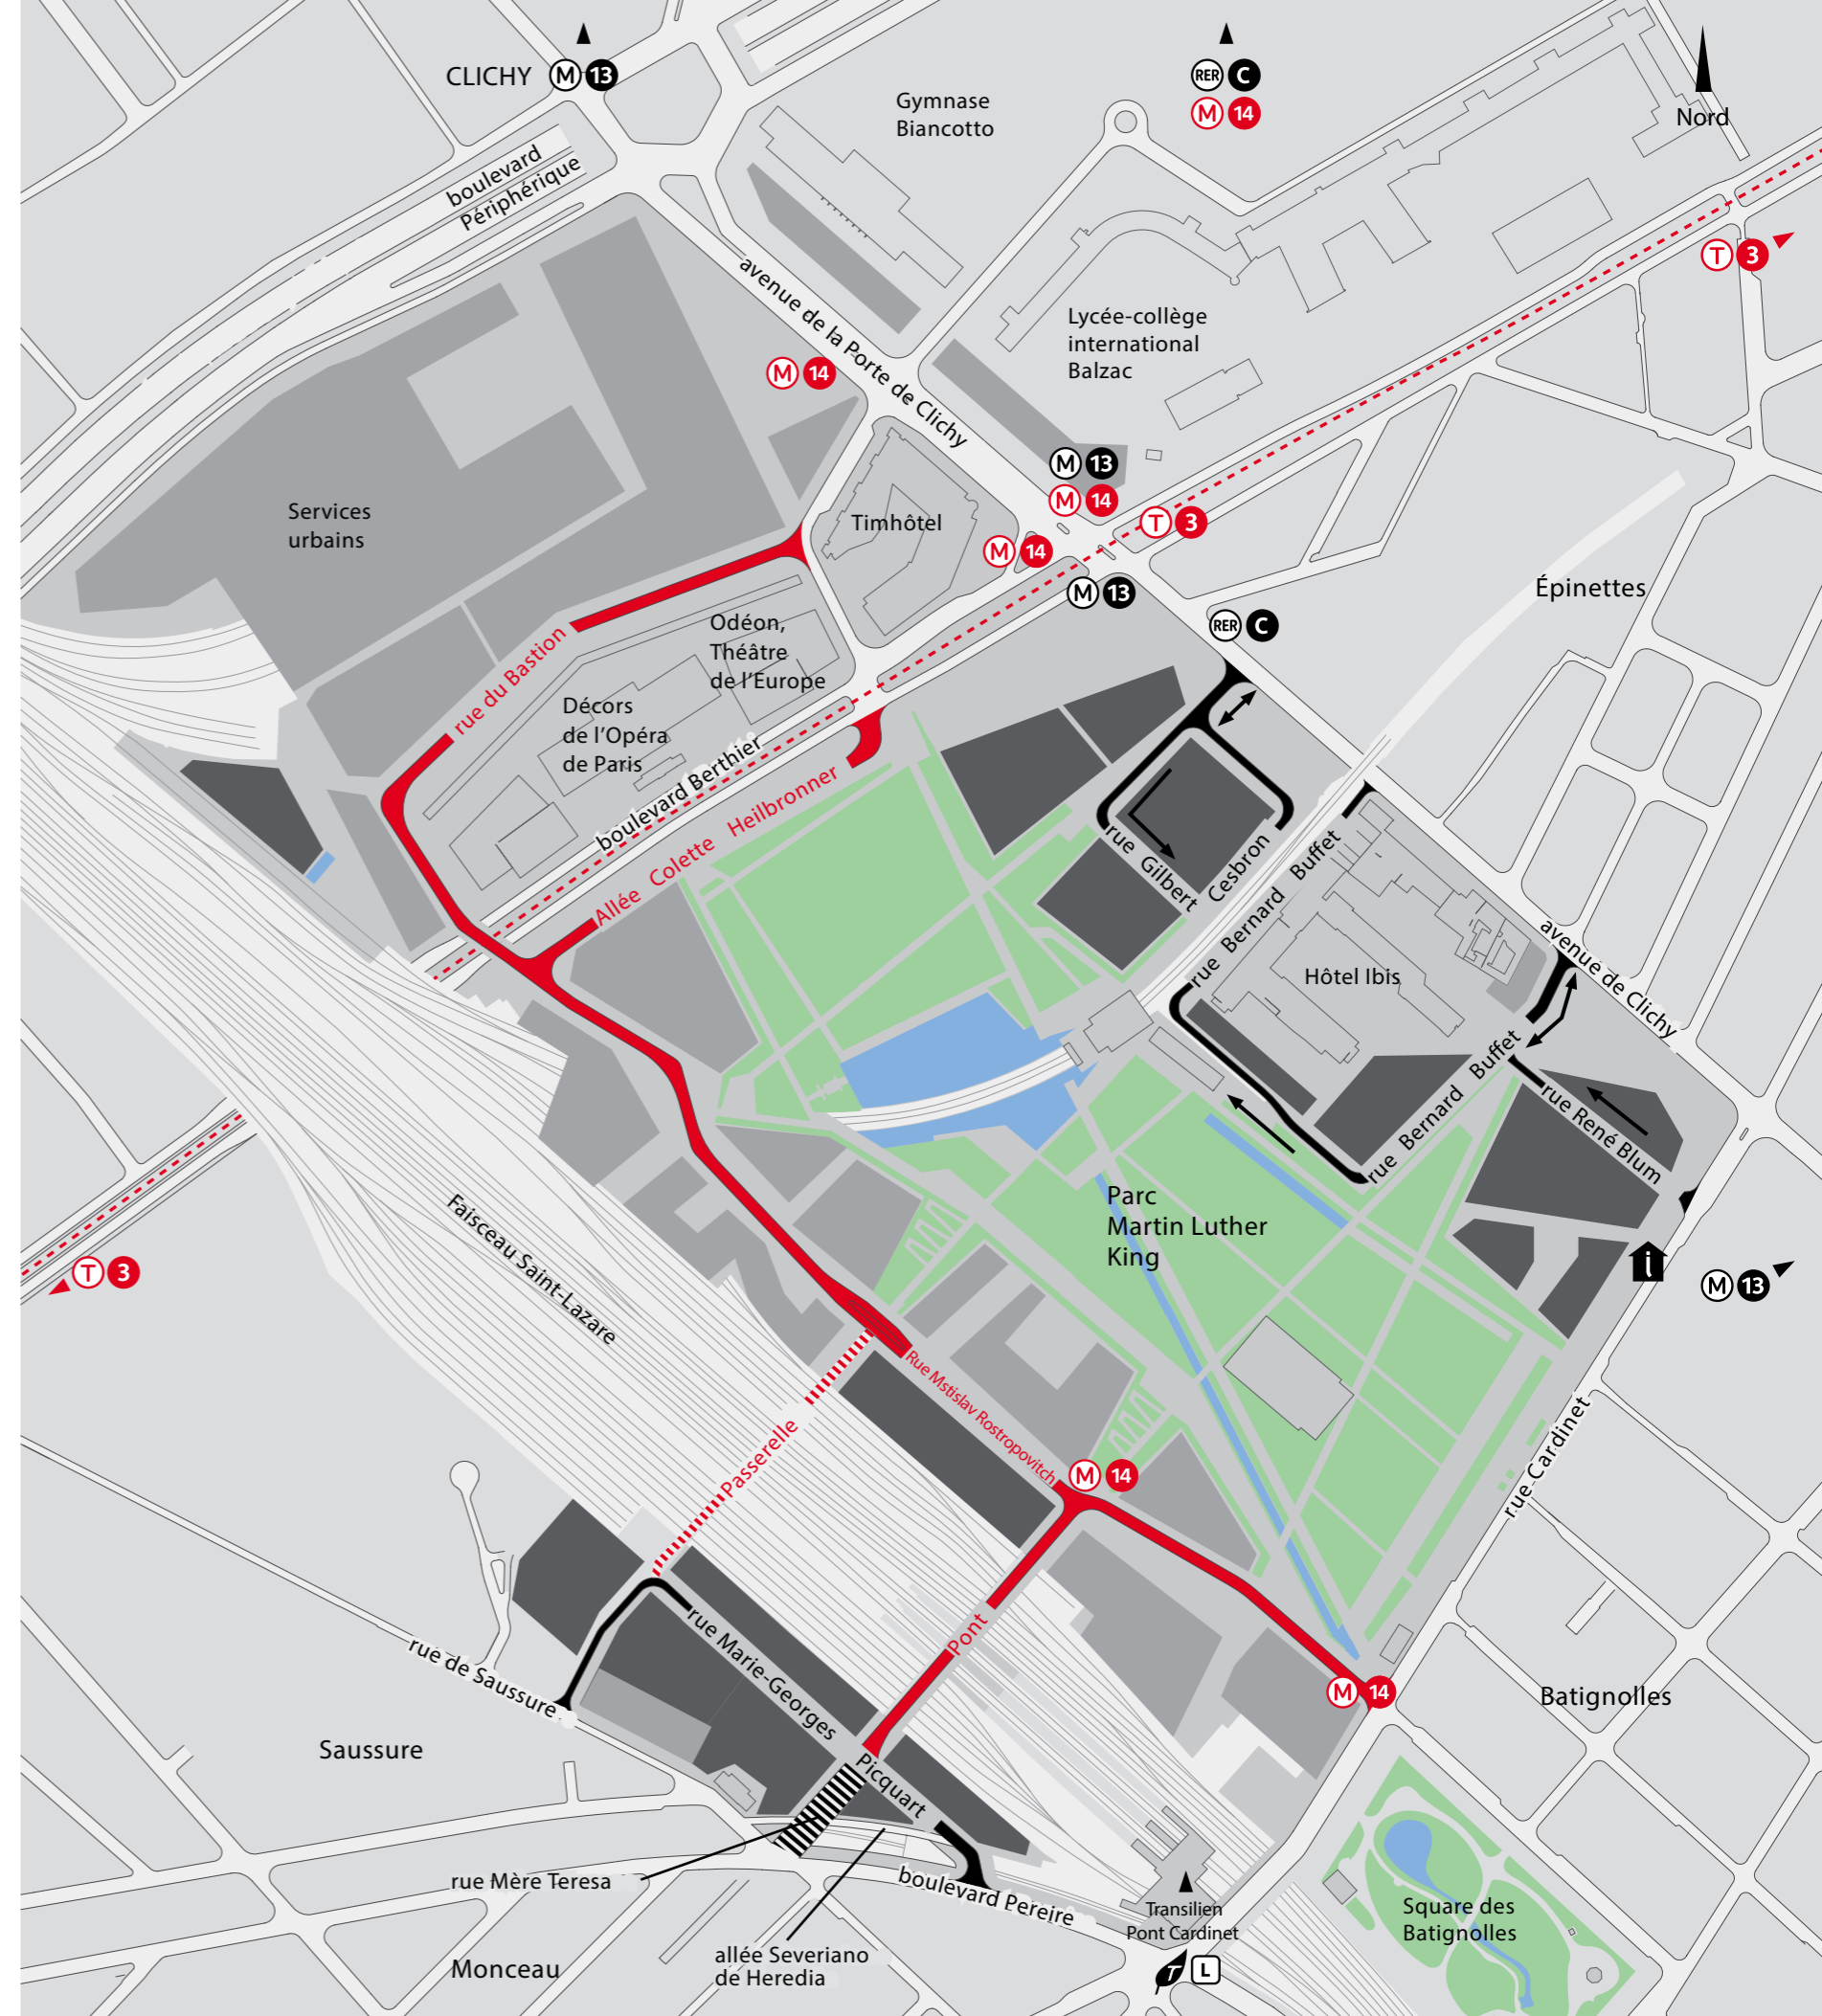 CLICHY M 13
RER C
M 14
Nord
Gymnase
Biancotto
boulevard
Périphérique
T 3
avenue de la Porte de Clichy
Lycée-collège
international
Balzac
M 14
M 13
M 14
T 3
Services
urbains
Timhôtel
M 14
M 13
Épinettes
RER C
Odéon,
Théâtre
de l'Europe
rue du Bastion
Décors
de l'Opéra
de Paris
boulevard Berthier
Allée Colette Heilbronner
rue Gilbert
Cesbron
rue Bernard Buffet
avenue de Clichy
Hôtel Ibis
rue Bernard Buffet
rue René Blum
Parc
Martin Luther
King
i
M 13
Faisceau Saint-Lazare
T 3
Rue Mstislav Rostropovitch
Passerelle
rue Cardinet
M 14
Pont
rue Marie-Georges
Picquart
rue de Saussure
M 14
Batignolles
Saussure
rue Mère Teresa
boulevard Pereire
Transilien
Pont Cardinet
T L
Square des
Batignolles
allée Severiano
de Heredia
Monceau